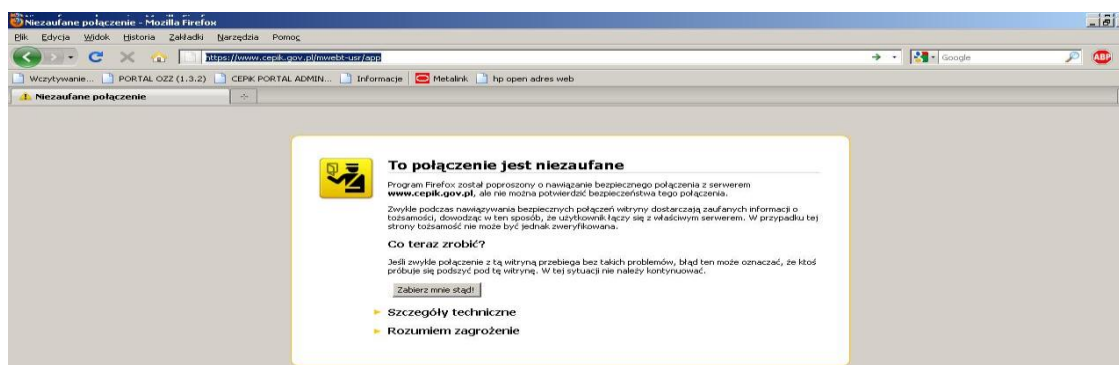 Niezaufane połączenie - Mozilla Firefox
Plik Edycja Widok Historia Zakładki Narzędzia Pomoc
https://www.cepik.gov.pl/mwebt-usr/app
Google
ABP
Wczytywanie... PORTAL OZZ (1.3.2) CEPIK PORTAL ADMIN... Informacje Metalink hp open adres web
Niezaufane połączenie
To połączenie jest niezaufane
Program Firefox został poproszony o nawiązanie bezpiecznego połączenia z serwerem
www.cepik.gov.pl, ale nie można potwierdzić bezpieczeństwa tego połączenia.
Zwykle podczas nawiązywania bezpiecznych połączeń witryny dostarczają zaufanych informacji o
tożsamości, dowodząc w ten sposób, że użytkownik łączy się z właściwym serwerem. W przypadku tej
strony tożsamość nie może być jednak zweryfikowana.
Co teraz zrobić?
Jeśli zwykle połączenie z tą witryną przebiega bez takich problemów, błąd ten może oznaczać, że ktoś
próbuje się podszyć pod tę witrynę. W tej sytuacji nie należy kontynuować.
Zabierz mnie stąd!
Szczegóły techniczne
Rozumiem zagrożenie